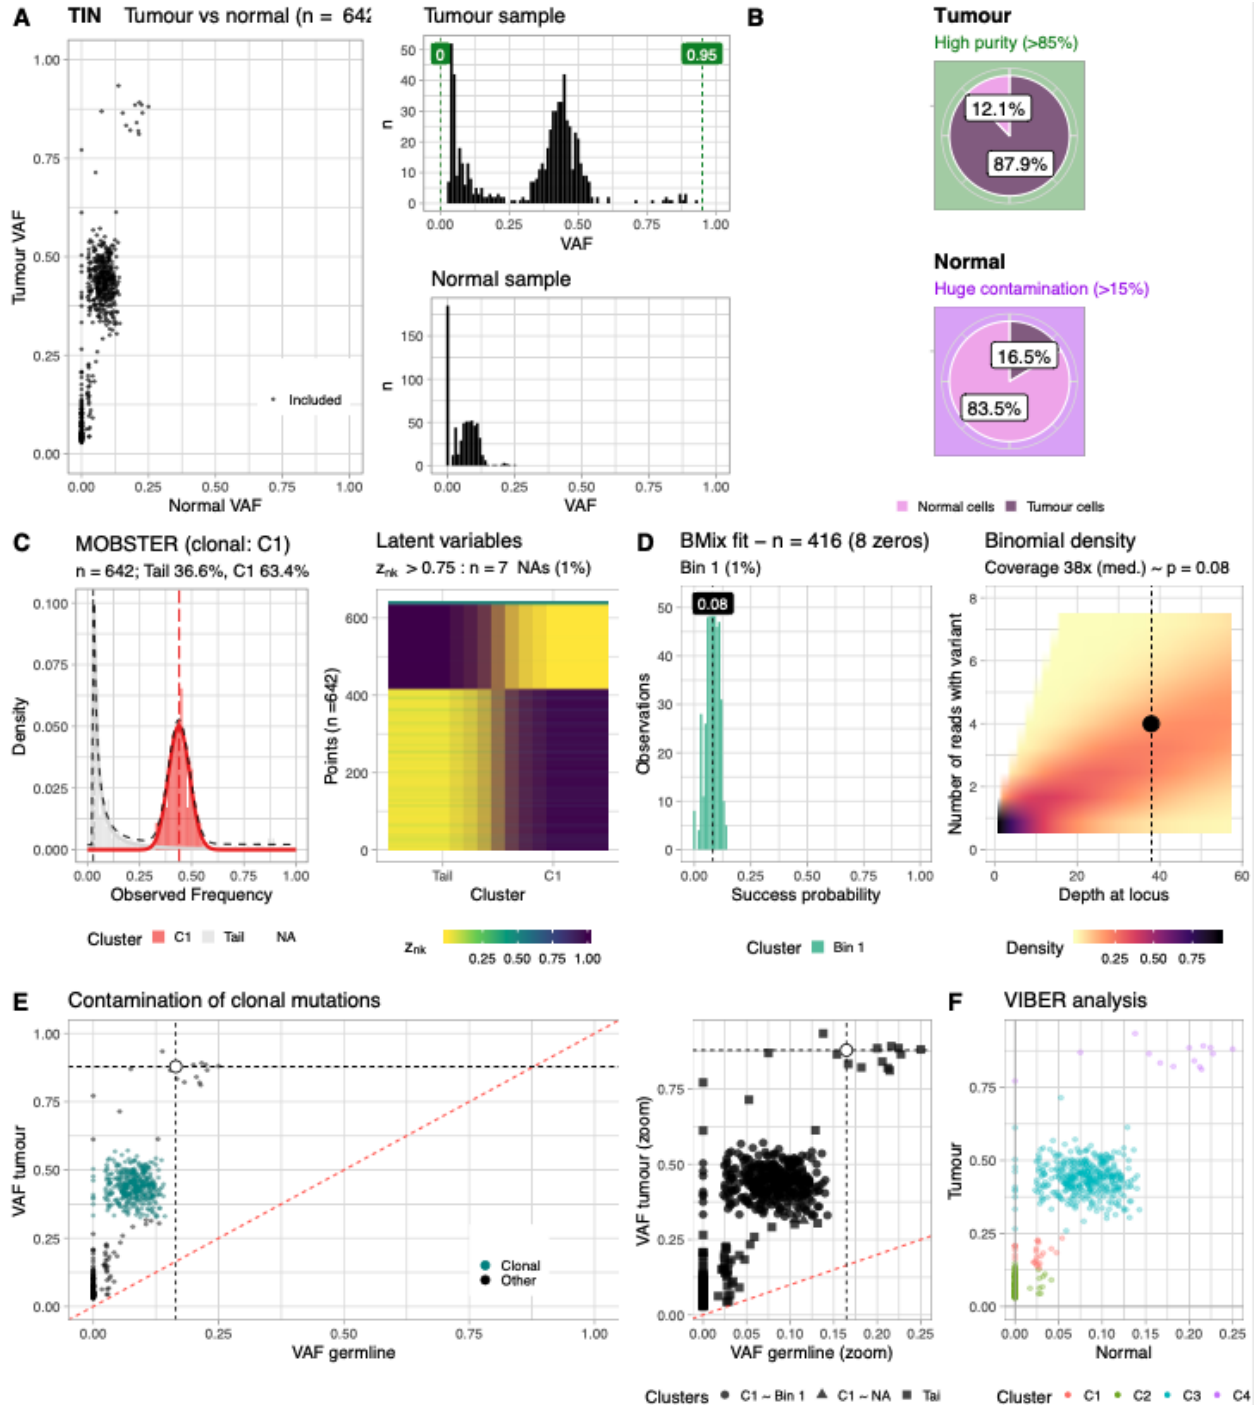 A
TIN Tumour vs normal (n = 642
Tumour VAF
1.00
0.75
0.50
0.25
0.00
Included
0.00 0.25 0.50 0.75 1.00
Normal VAF
Tumour sample
n
50
40
30
20
10
0
0
0.95
0.00 0.25 0.50 0.75 1.00
VAF
Normal sample
n
150
100
50
0
0.00 0.25 0.50 0.75 1.00
VAF
B
Tumour
High purity (>85%)
12.1%
87.9%
Normal
Huge contamination (>15%)
16.5%
83.5%
Normal cells Tumour cells
C
MOBSTER (clonal: C1)
n = 642; Tail 36.6%, C1 63.4%
Density
0.100
0.075
0.050
0.025
0.000
0.00 0.25 0.50 0.75 1.00
Observed Frequency
Cluster C1 Tail NA
Latent variables
znk > 0.75 : n = 7 NAs (1%)
Points (n =642)
600
400
200
0
Tail C1
Cluster
znk
0.25 0.50 0.75 1.00
D
BMix fit – n = 416 (8 zeros)
Bin 1 (1%)
Observations
50
40
30
20
10
0
0.08
0.00 0.25 0.50 0.75 1.00
Success probability
Cluster Bin 1
Binomial density
Coverage 38x (med.) ~ p = 0.08
Number of reads with variant
8
6
4
2
0
0 20 40 60
Depth at locus
Density
0.25 0.50 0.75
E
Contamination of clonal mutations
VAF tumour
1.00
0.75
0.50
0.25
0.00
Clonal
Other
0.00 0.25 0.50 0.75 1.00
VAF germline
VAF tumour (zoom)
0.75
0.50
0.25
0.00
0.00 0.05 0.10 0.15 0.20 0.25
VAF germline (zoom)
Clusters C1 ~ Bin 1 C1 ~ NA Tai
F
VIBER analysis
Tumour
0.75
0.50
0.25
0.00
0.00 0.05 0.10 0.15 0.20 0.25
Normal
Cluster C1 C2 C3 C4